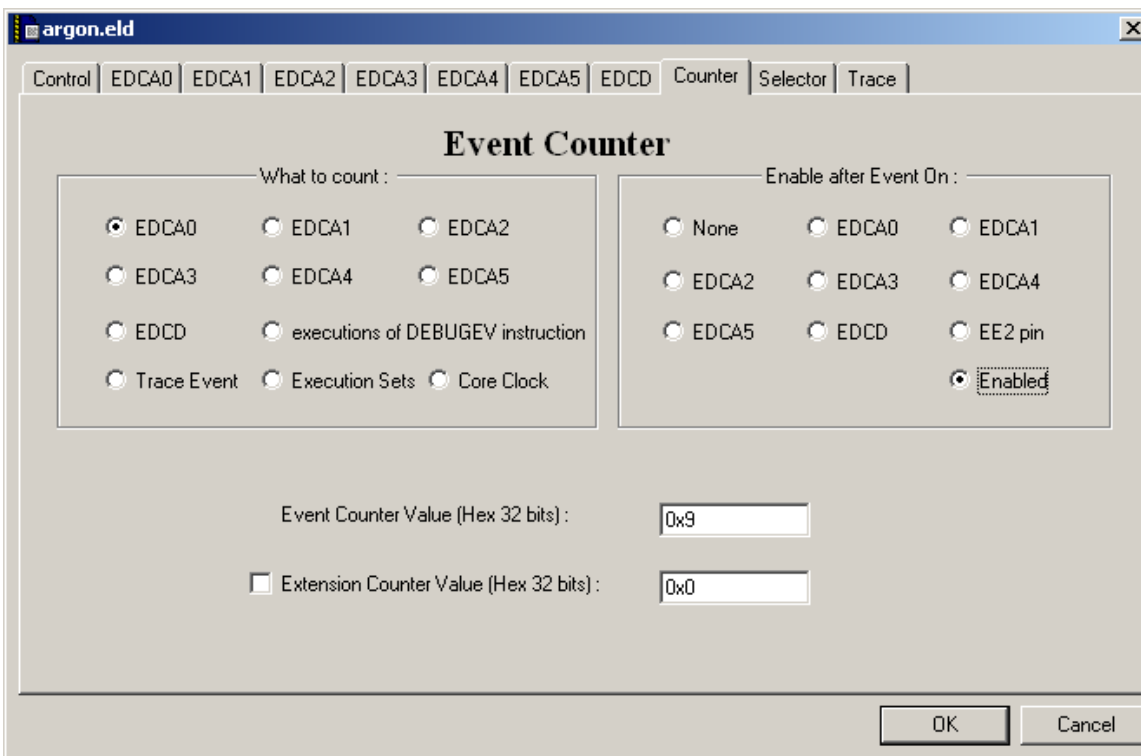 argon.eld
Control EDCA0 EDCA1 EDCA2 EDCA3 EDCA4 EDCA5 EDCD Counter Selector Trace
Event Counter
What to count :
EDCA0 EDCA1 EDCA2
EDCA3 EDCA4 EDCA5
EDCD executions of DEBUGEV instruction
Trace Event Execution Sets Core Clock
Enable after Event On :
None EDCA0 EDCA1
EDCA2 EDCA3 EDCA4
EDCA5 EDCD EE2 pin
Enabled
Event Counter Value (Hex 32 bits) : 0x9
Extension Counter Value (Hex 32 bits) : 0x0
OK Cancel